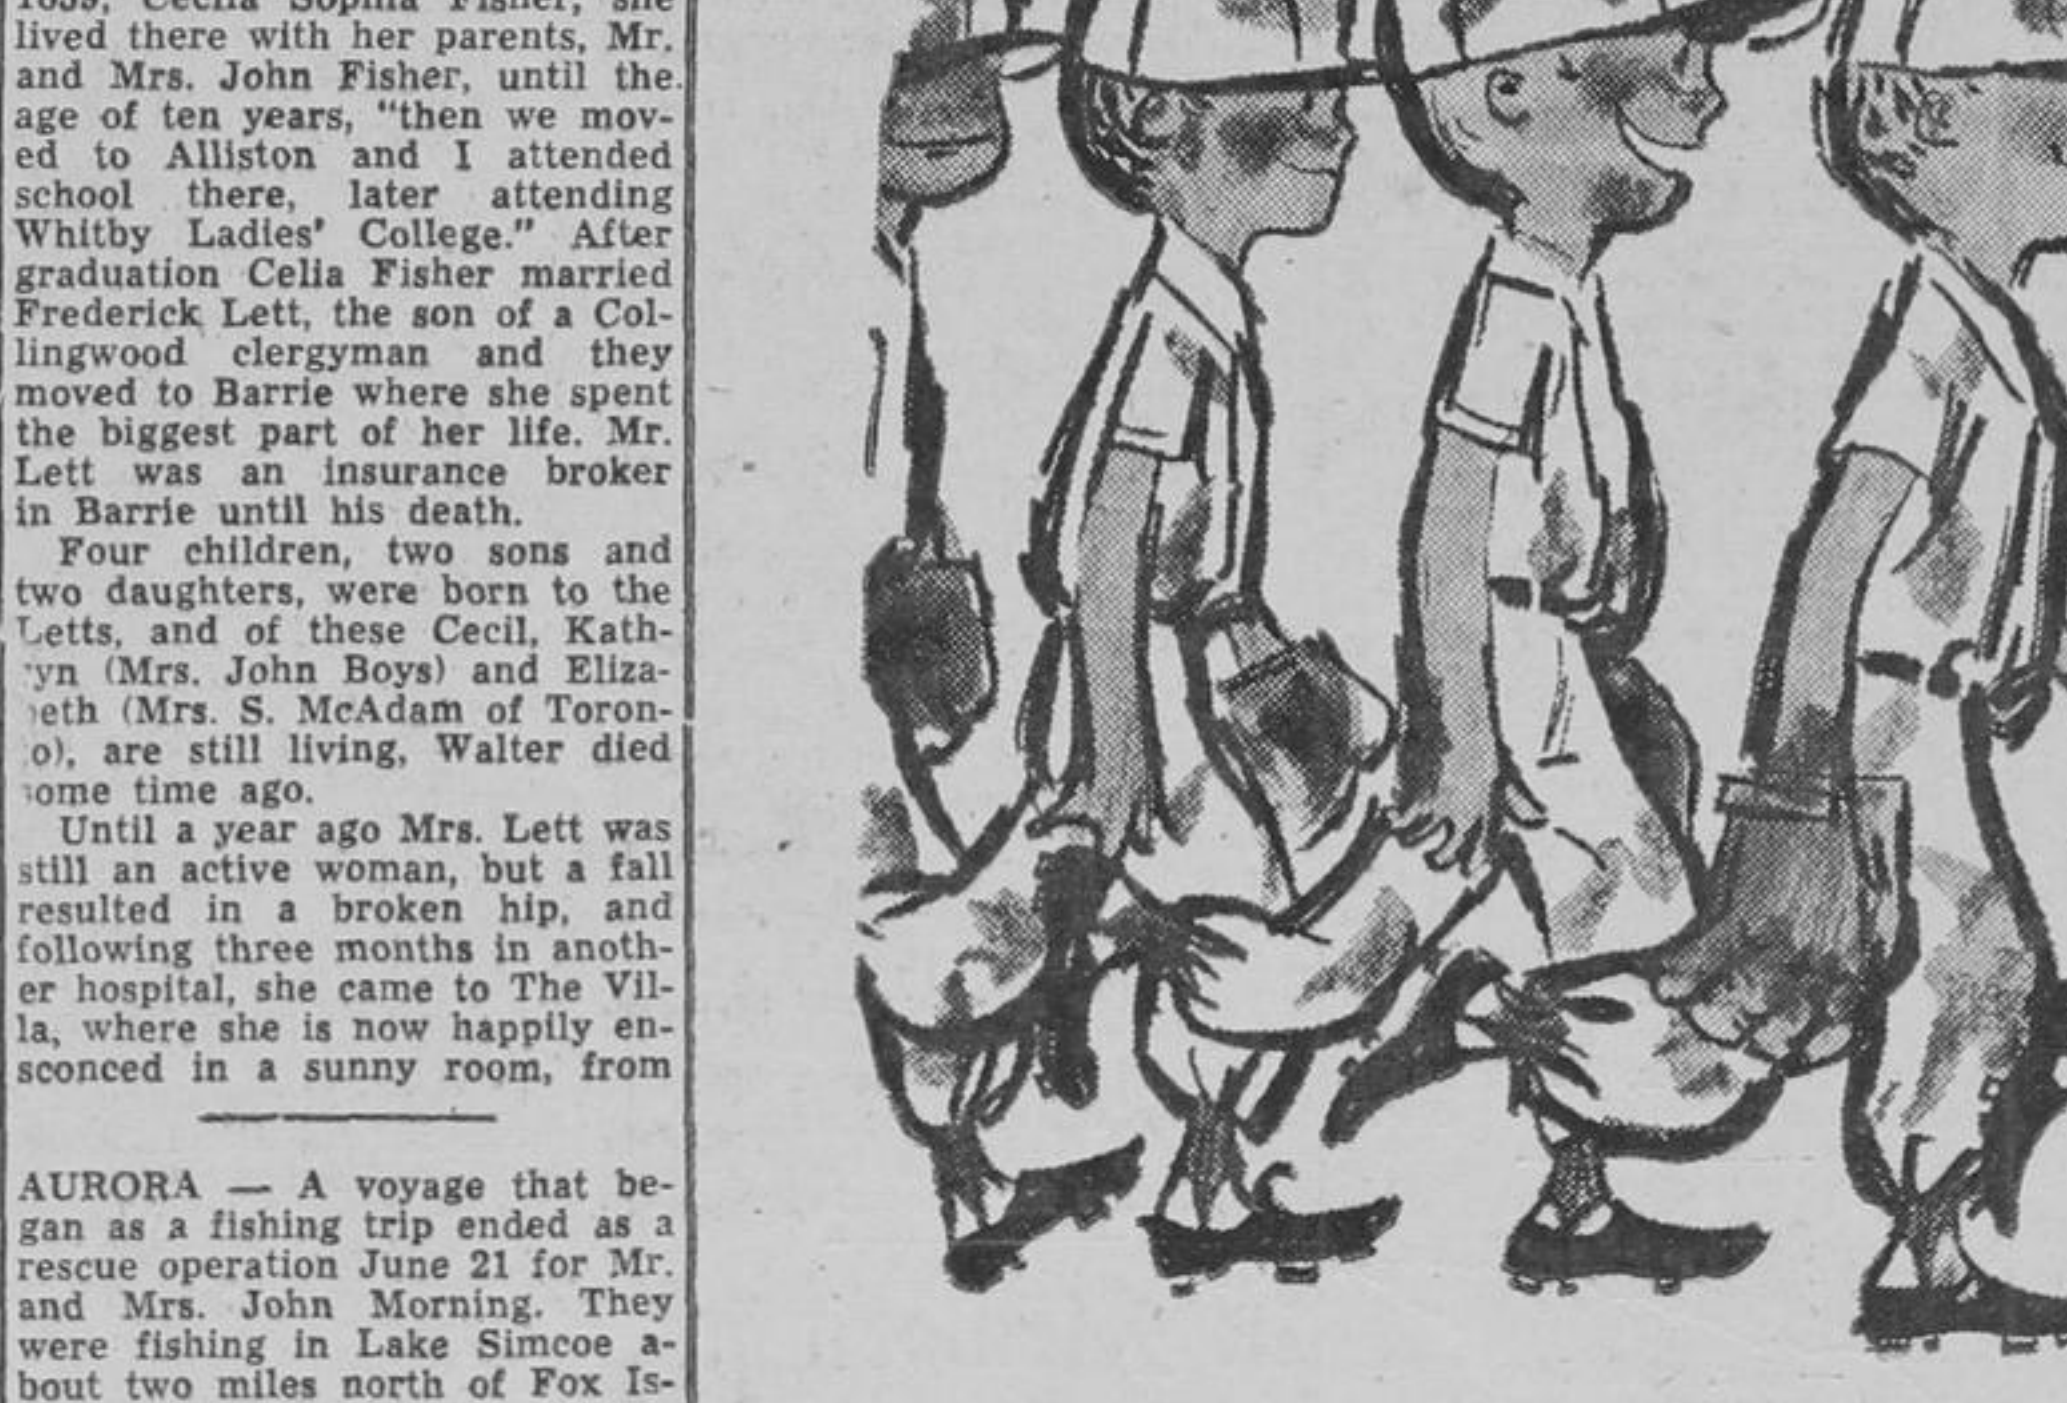 1859, Cecilia Sophia Fisher, she
lived there with her parents, Mr.
and Mrs. John Fisher, until the
age of ten years, "then we mov-
ed to Alliston and I attended
school there, later attending
Whitby Ladies' College." After
graduation Celia Fisher married
Frederick Lett, the son of a Col-
lingwood clergyman and they
moved to Barrie where she spent
the biggest part of her life. Mr.
Lett was an insurance broker
in Barrie until his death.
Four children, two sons and
two daughters, were born to the
Letts, and of these Cecil, Kath-
yn (Mrs. John Boys) and Eliza-
eth (Mrs. S. McAdam of Toron-
o), are still living, Walter died
ome time ago.
Until a year ago Mrs. Lett was
still an active woman, but a fall
resulted in a broken hip, and
following three months in anoth-
er hospital, she came to The Vil-
la, where she is now happily en-
sconced in a sunny room, from
AURORA — A voyage that be-
gan as a fishing trip ended as a
rescue operation June 21 for Mr.
and Mrs. John Morning. They
were fishing in Lake Simcoe a-
bout two miles north of Fox Is-